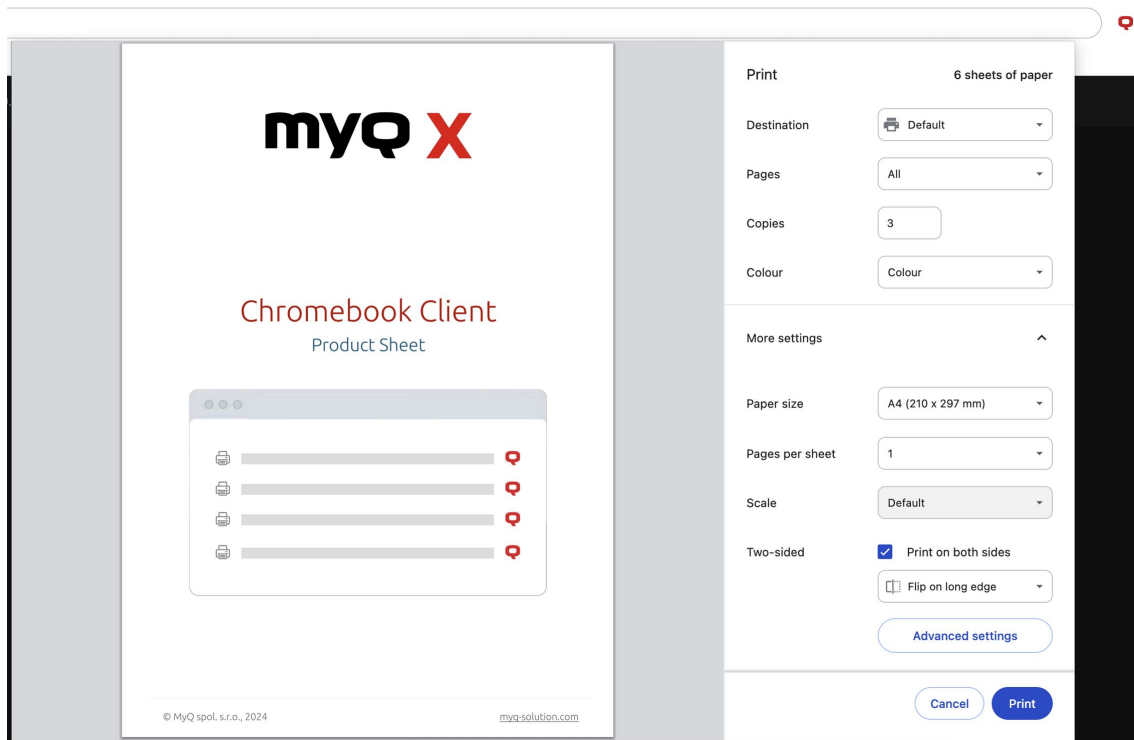 myQ X
Chromebook Client
Product Sheet
© MyQ spol. s.r.o., 2024
myq-solution.com
Print
6 sheets of paper
Destination
Default
Pages
All
Copies
3
Colour
Colour
More settings
Paper size
A4 (210 x 297 mm)
Pages per sheet
1
Scale
Default
Two-sided
Print on both sides
Flip on long edge
Advanced settings
Cancel
Print